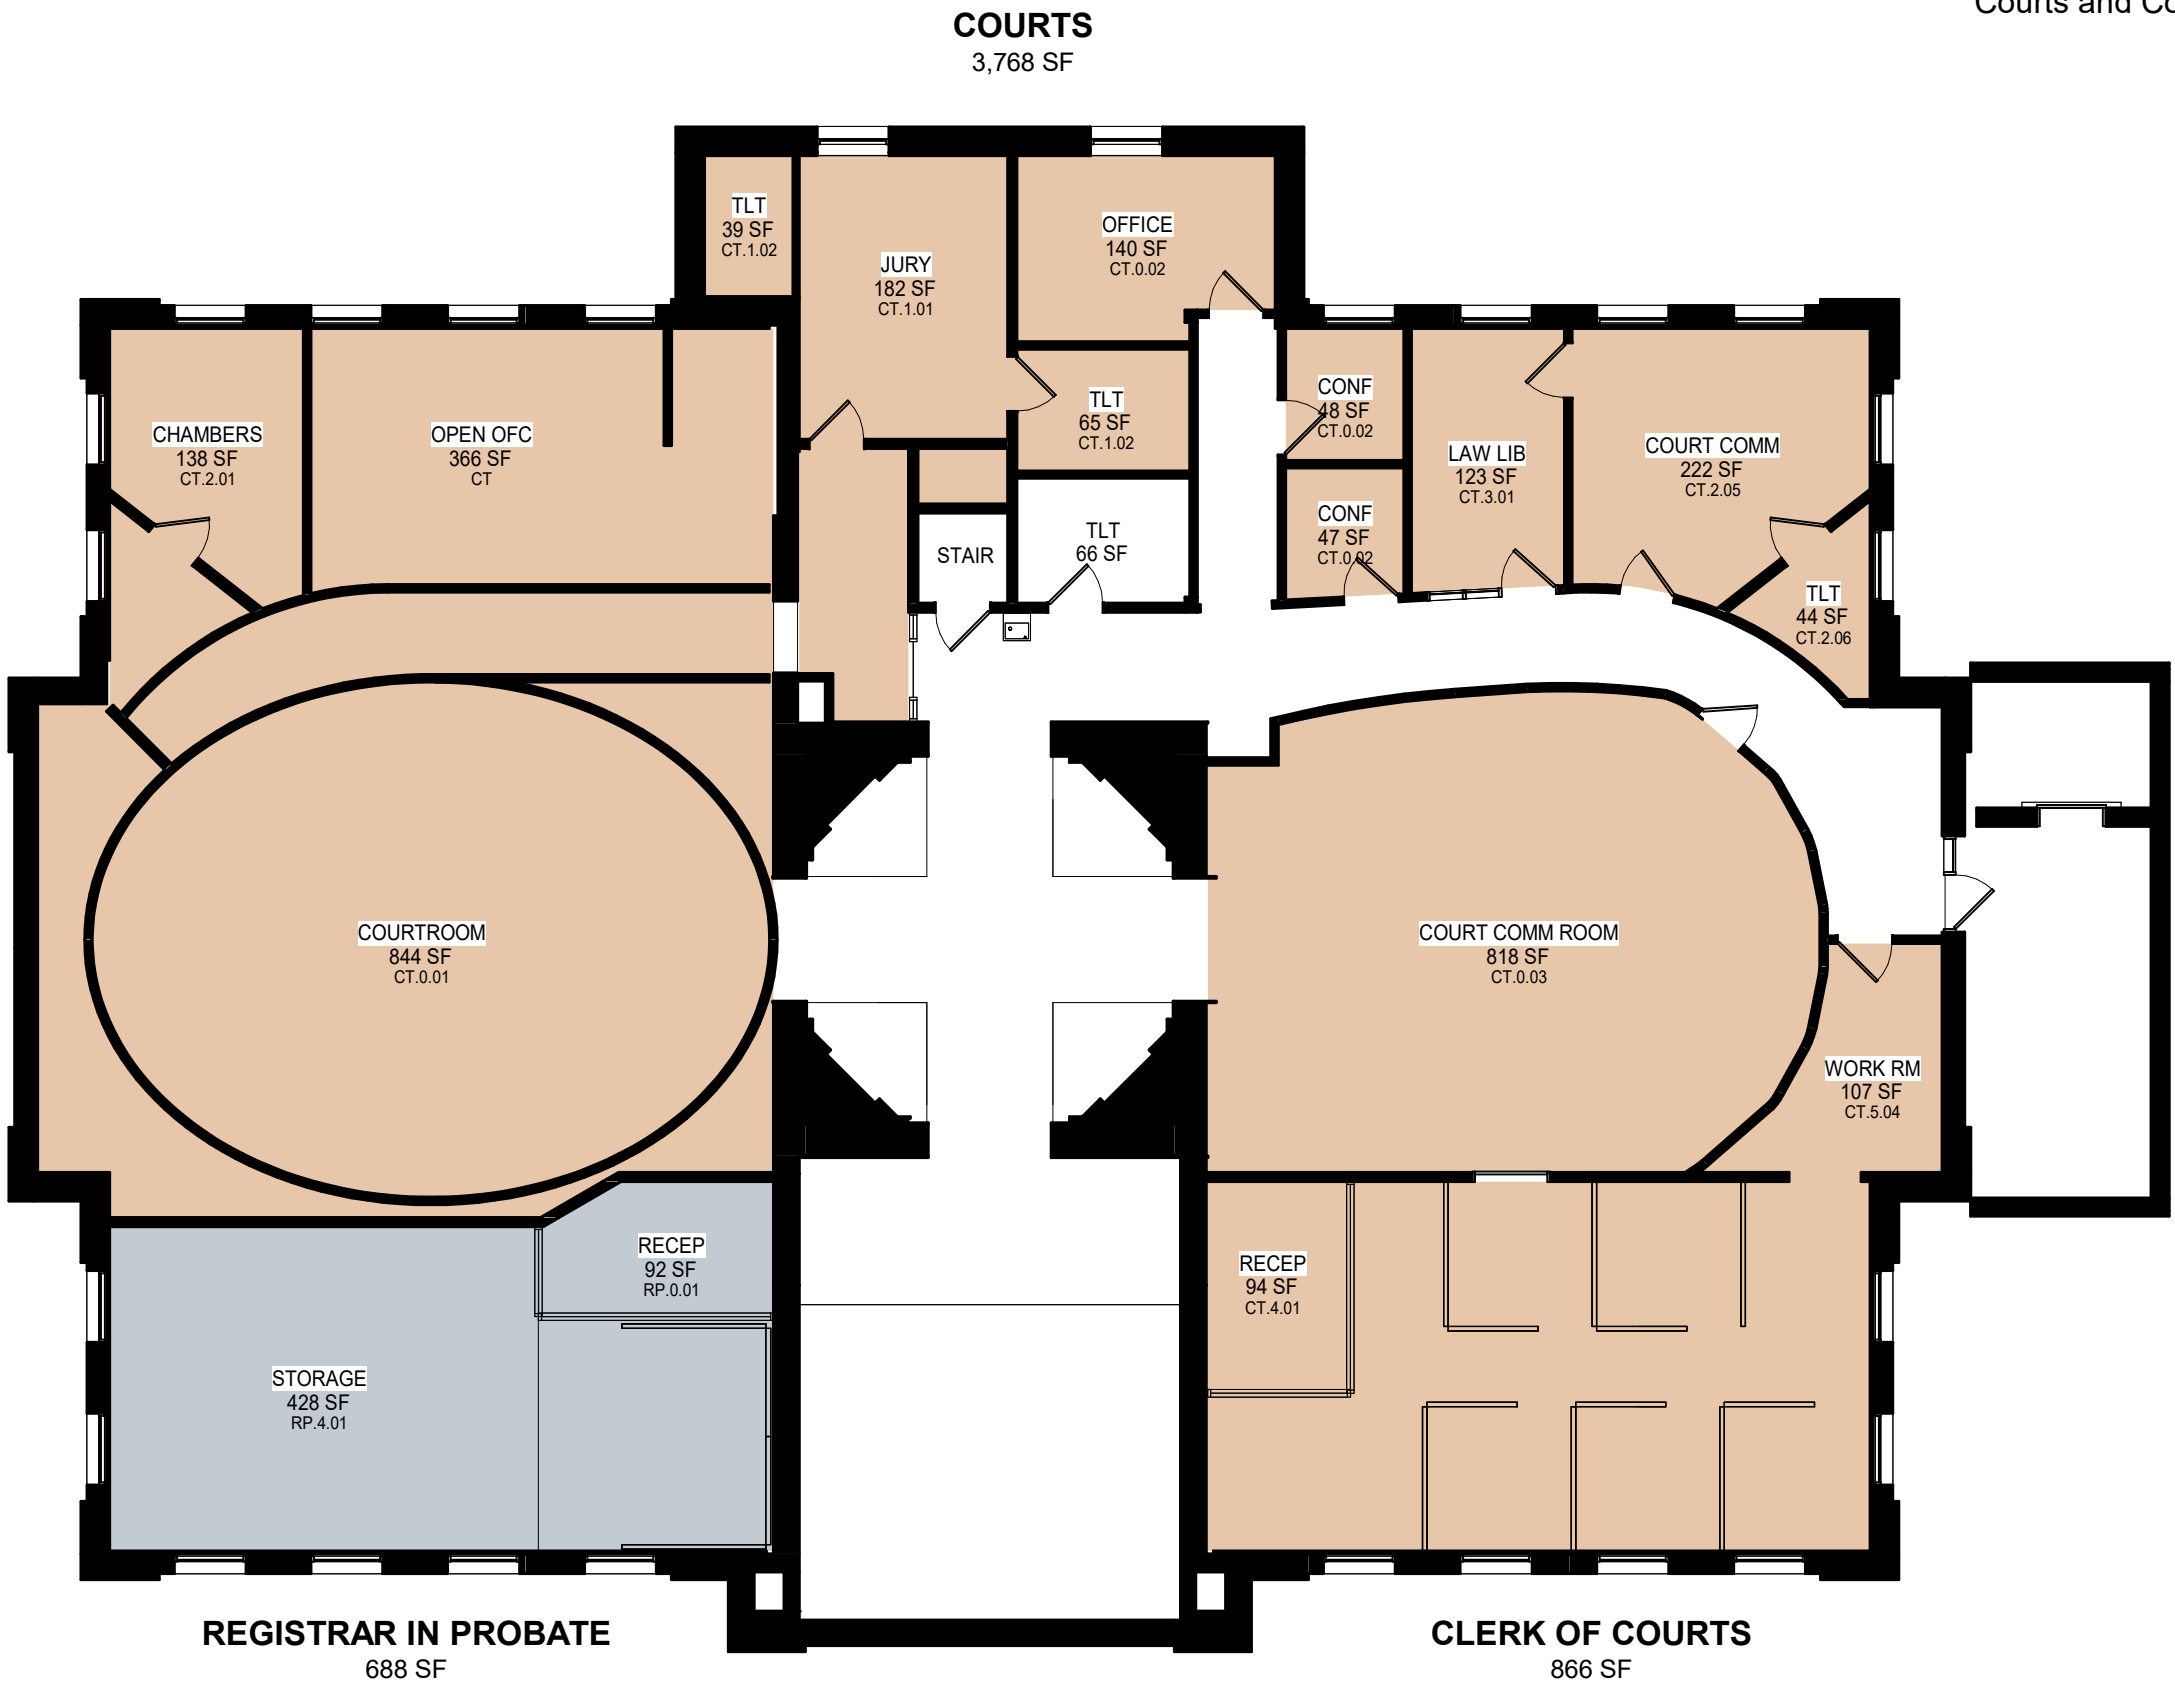 Courts and Co
COURTS
3,768 SF
TLT
39 SF
CT.1.02
JURY
182 SF
CT.1.01
OFFICE
140 SF
CT.0.02
CHAMBERS
138 SF
CT.2.01
OPEN OFC
366 SF
CT
TLT
65 SF
CT.1.02
CONF
48 SF
CT.0.02
LAW LIB
123 SF
CT.3.01
COURT COMM
222 SF
CT.2.05
STAIR
TLT
66 SF
CONF
47 SF
CT.0.02
TLT
44 SF
CT.2.06
COURTROOM
844 SF
CT.0.01
COURT COMM ROOM
818 SF
CT.0.03
WORK RM
107 SF
CT.5.04
RECEP
92 SF
RP.0.01
RECEP
94 SF
CT.4.01
STORAGE
428 SF
RP.4.01
REGISTRAR IN PROBATE
688 SF
CLERK OF COURTS
866 SF